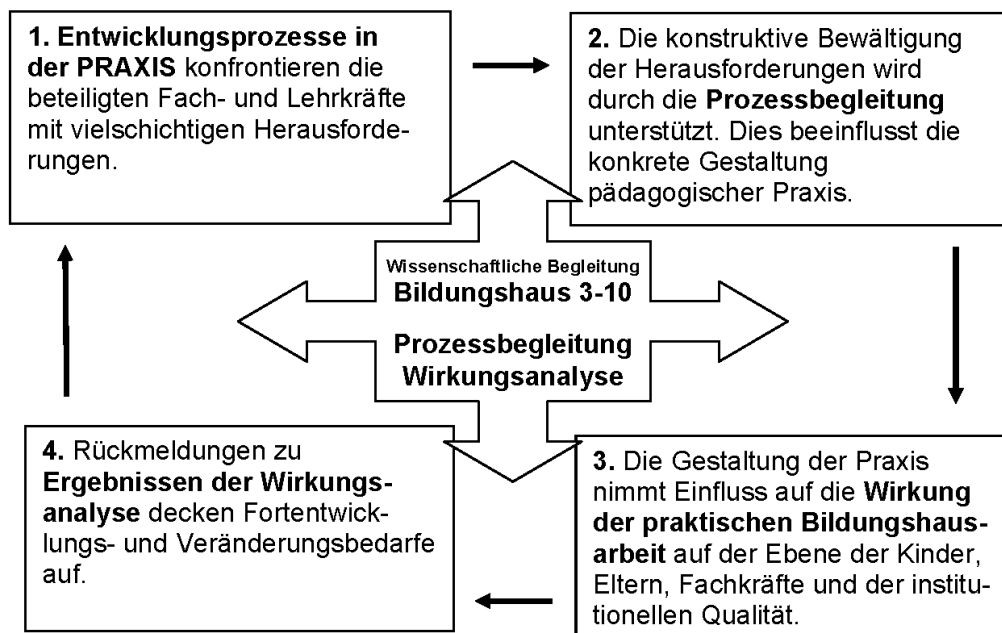 1. Entwicklungsprozesse in
der PRAXIS konfrontieren die
beteiligten Fach- und Lehrkräfte
mit vielschichtigen Herausforde-
rungen.
2. Die konstruktive Bewältigung
der Herausforderungen wird
durch die Prozessbegleitung
unterstützt. Dies beeinflusst die
konkrete Gestaltung
pädagogischer Praxis.
Wissenschaftliche Begleitung
Bildungshaus 3-10
Prozessbegleitung
Wirkungsanalyse
3. Die Gestaltung der Praxis
nimmt Einfluss auf die Wirkung
der praktischen Bildungshaus-
arbeit auf der Ebene der Kinder,
Eltern, Fachkräfte und der institu-
tionellen Qualität.
4. Rückmeldungen zu
Ergebnissen der Wirkungs-
analyse decken Fortentwick-
lungs- und Veränderungsbedarfe
auf.